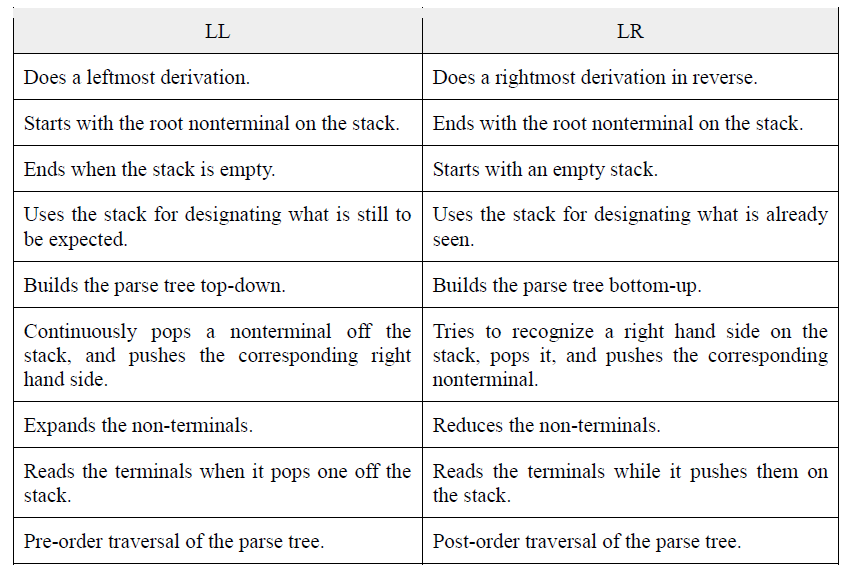 LL LR
Does a leftmost derivation. Does a rightmost derivation in reverse.
Starts with the root nonterminal on the stack. Ends with the root nonterminal on the stack.
Ends when the stack is empty. Starts with an empty stack.
Uses the stack for designating what is still to
be expected.
Uses the stack for designating what is already
seen.
Builds the parse tree top-down. Builds the parse tree bottom-up.
Continuously pops a nonterminal off the
stack, and pushes the corresponding right
hand side.
Tries to recognize a right hand side on the
stack, pops it, and pushes the corresponding
nonterminal.
Expands the non-terminals. Reduces the non-terminals.
Reads the terminals when it pops one off the
stack.
Reads the terminals while it pushes them on
the stack.
Pre-order traversal of the parse tree. Post-order traversal of the parse tree.